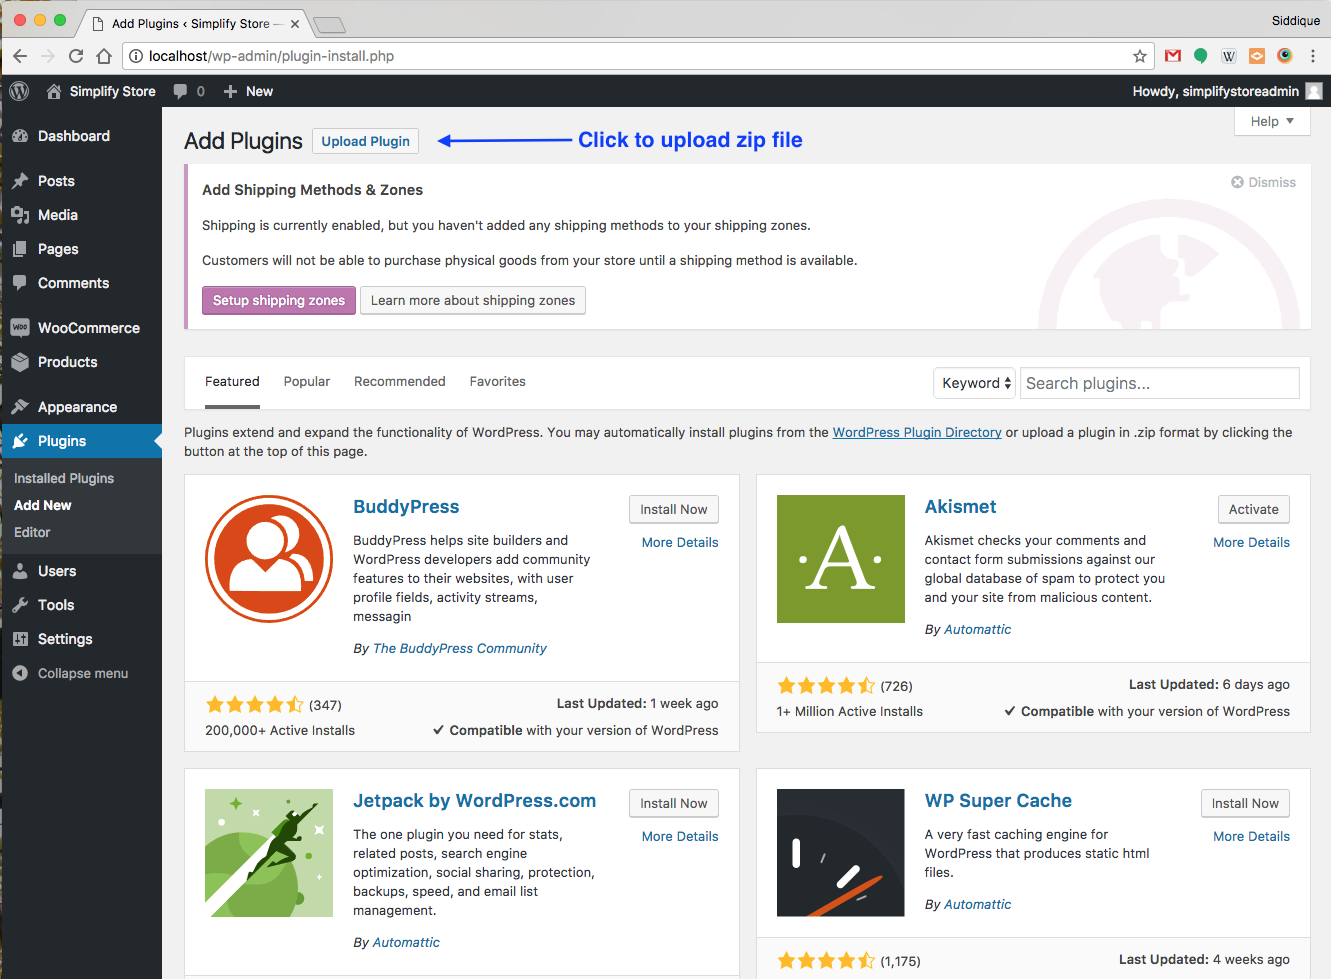 Add Plugins ‹ Simplify Store —
Siddique
localhost/wp-admin/plugin-install.php
W
Simplify Store
0
New
Howdy, simplifystoreadmin
Dashboard
Posts
Media
Pages
Comments
Woo
WooCommerce
Products
Appearance
Plugins
Installed Plugins
Add New
Editor
Users
Tools
Settings
Collapse menu
Help
Add Plugins
Upload Plugin
Click to upload zip file
Add Shipping Methods & Zones
Dismiss
Shipping is currently enabled, but you haven't added any shipping methods to your shipping zones.
Customers will not be able to purchase physical goods from your store until a shipping method is available.
Setup shipping zones
Learn more about shipping zones
Featured
Popular
Recommended
Favorites
Keyword
Search plugins...
Plugins extend and expand the functionality of WordPress. You may automatically install plugins from the WordPress Plugin Directory or upload a plugin in .zip format by clicking the
button at the top of this page.
BuddyPress
Install Now
More Details
BuddyPress helps site builders and
WordPress developers add community
features to their websites, with user
profile fields, activity streams,
messagin
By The BuddyPress Community
(347)
Last Updated: 1 week ago
200,000+ Active Installs
Compatible with your version of WordPress
A
Akismet
Activate
More Details
Akismet checks your comments and
contact form submissions against our
global database of spam to protect you
and your site from malicious content.
By Automattic
(726)
Last Updated: 6 days ago
1+ Million Active Installs
Compatible with your version of WordPress
Jetpack by WordPress.com
Install Now
More Details
The one plugin you need for stats,
related posts, search engine
optimization, social sharing, protection,
backups, speed, and email list
management.
By Automattic
WP Super Cache
Install Now
More Details
A very fast caching engine for
WordPress that produces static html
files.
By Automattic
(1,175)
Last Updated: 4 weeks ago